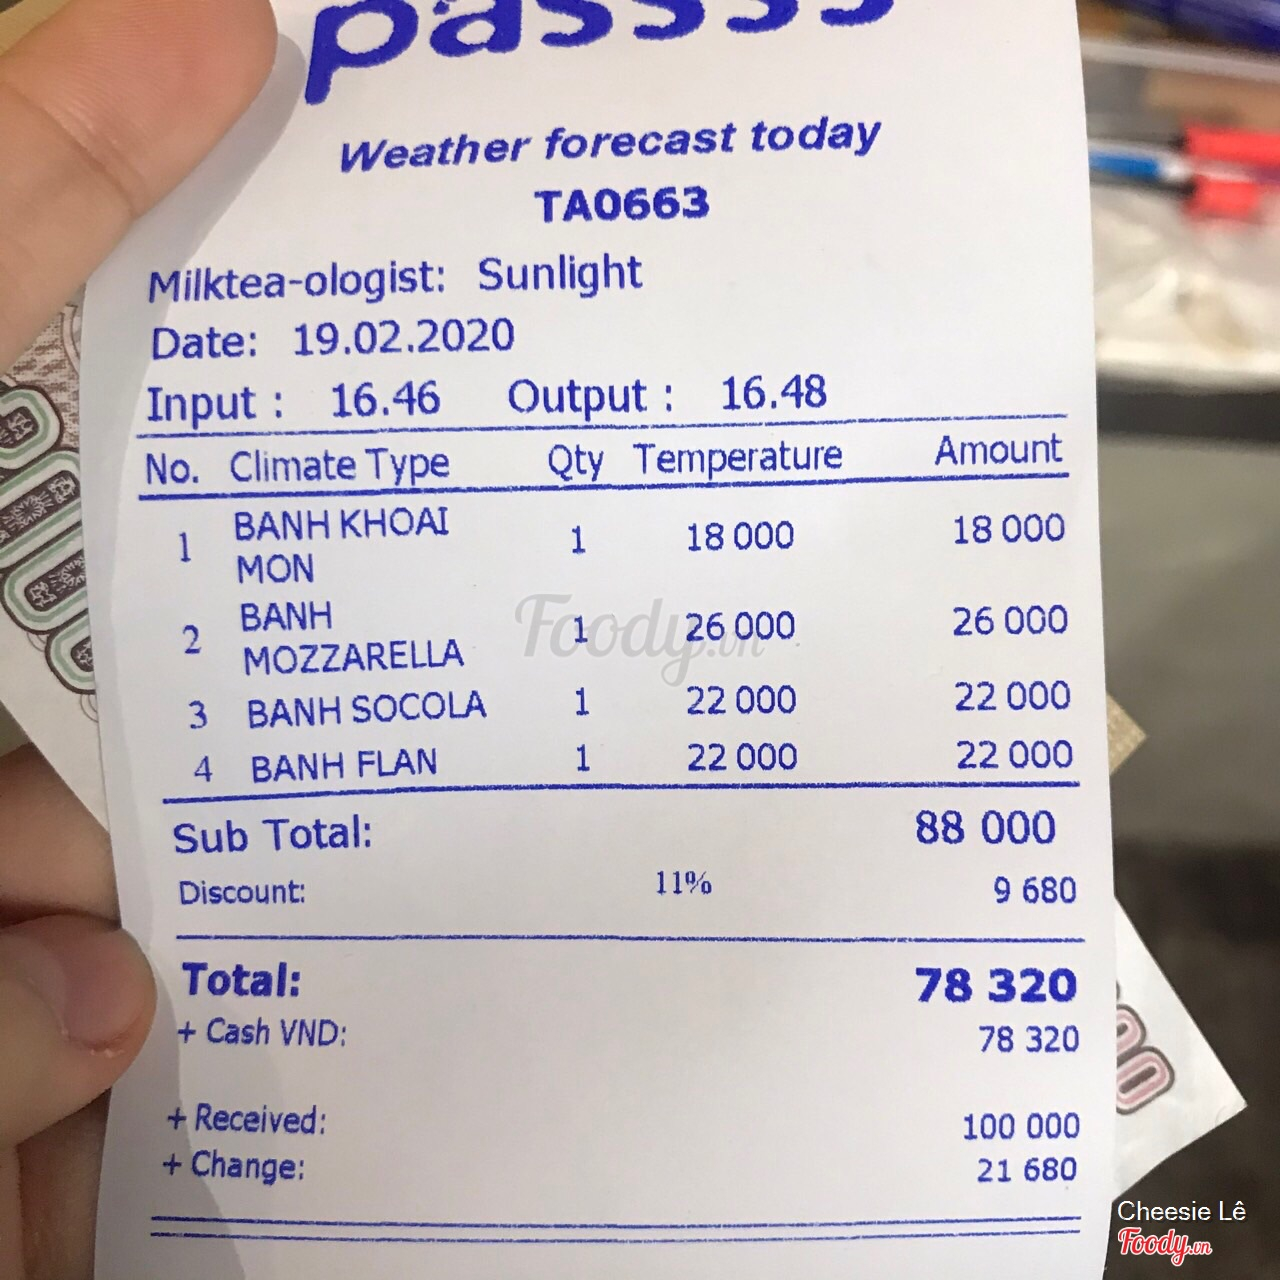 passss
Weather forecast today
TA0663
Milktea-ologist: Sunlight
Date: 19.02.2020
Input : 16.46 Output : 16.48
No. Climate Type Qty Temperature Amount
1 BANH KHOAI MON 1 18 000 18 000
2 BANH MOZZARELLA 1 26 000 26 000
3 BANH SOCOLA 1 22 000 22 000
4 BANH FLAN 1 22 000 22 000
Sub Total: 88 000
Discount: 11% 9 680
Total: 78 320
+ Cash VND: 78 320
+ Received: 100 000
+ Change: 21 680
Foody.vn
Cheesie Lê
Foody.vn